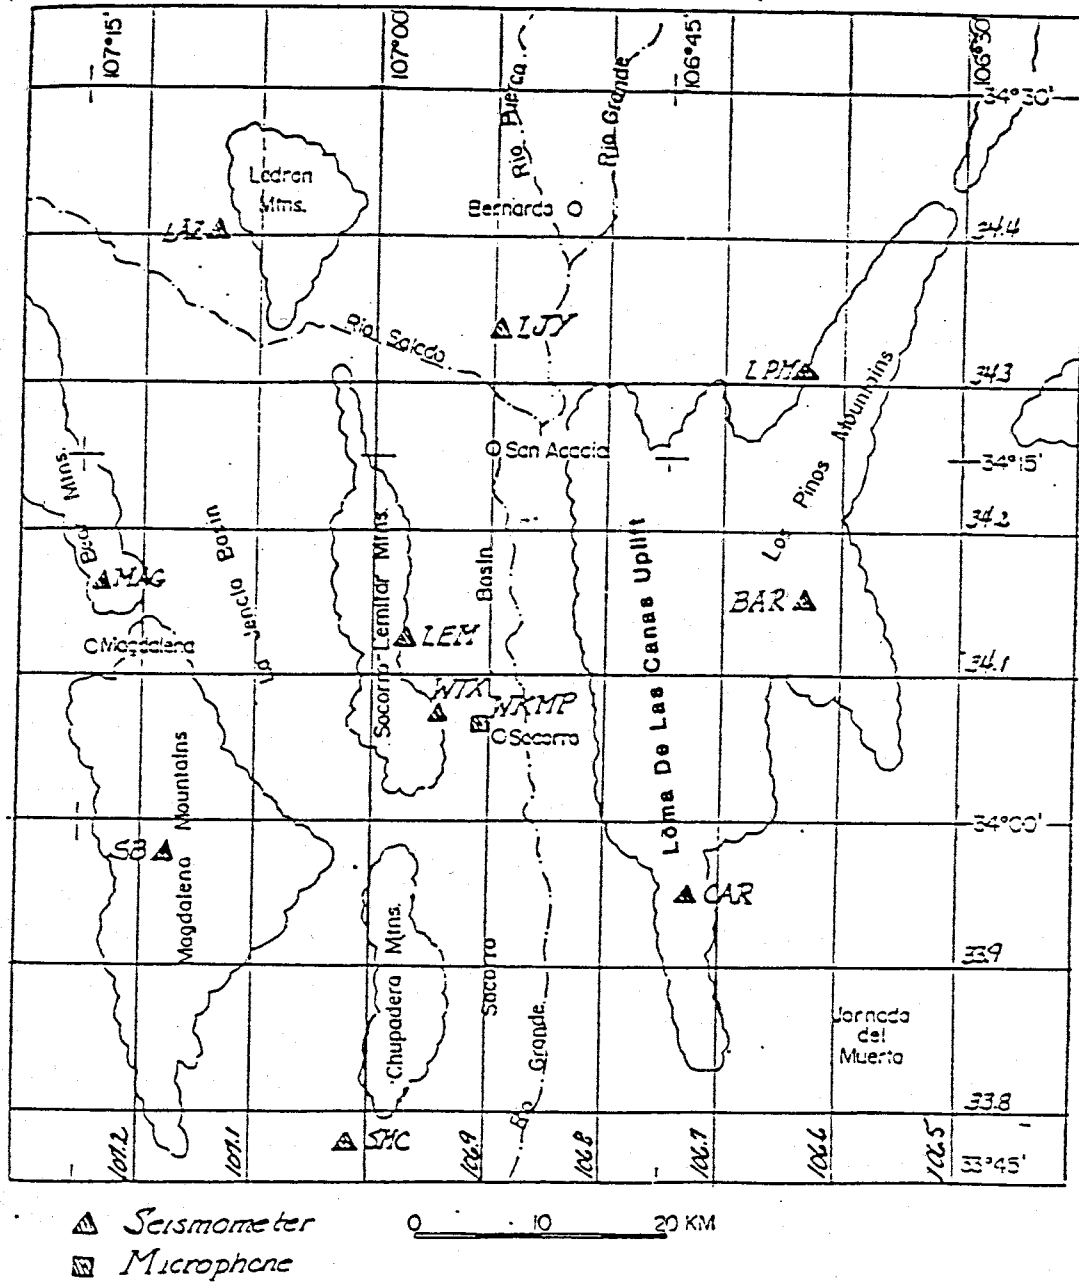 107°15'
107°00'
106°45'
106°30'
34°30'
Rio Puerca
Rio Grande
Ladron
Mtns.
Bernardo
LAZ
34.4
LJY
Rio Salado
LPM
34.3
San Acacia
34°15'
Bear Mtns.
La Jencia Basin
Socorro-Lemitar Mtns.
Los Pinos Mountains
34.2
MAG
Basin
Loma De Las Canas Uplift
BAR
Magdalena
LEM
34.1
WTX
WKMP
Socorro
Magdalena Mountains
34°00'
SB
CAR
Chupadera Mtns.
Socorro
33.9
Rio Grande
Jornada
del
Muerto
33.8
SMC
107.2
107.1
106.9
106.8
106.7
106.6
106.5
33°45'
Seismometer
Microphone
0 10 20 KM